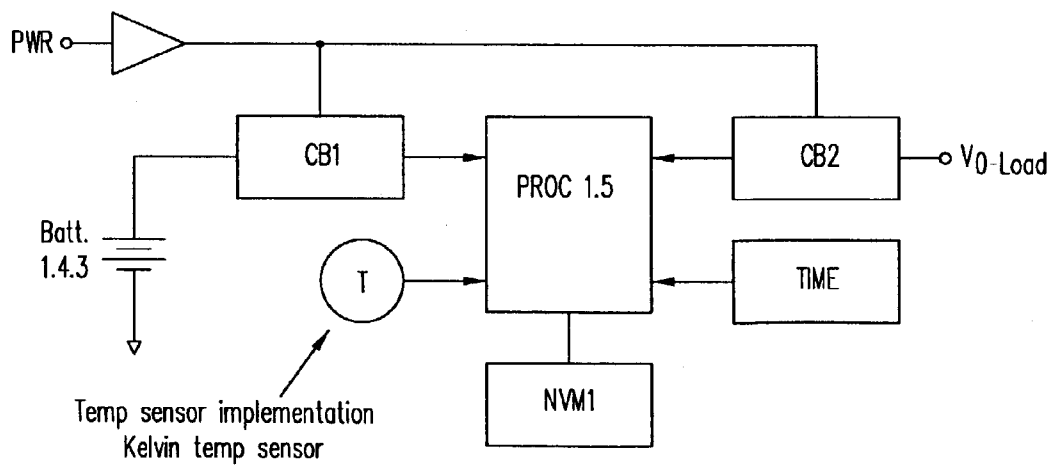 PWR
CB1
PROC 1.5
CB2
V0-Load
Batt.
1.4.3
T
TIME
NVM1
Temp sensor implementation
Kelvin temp sensor